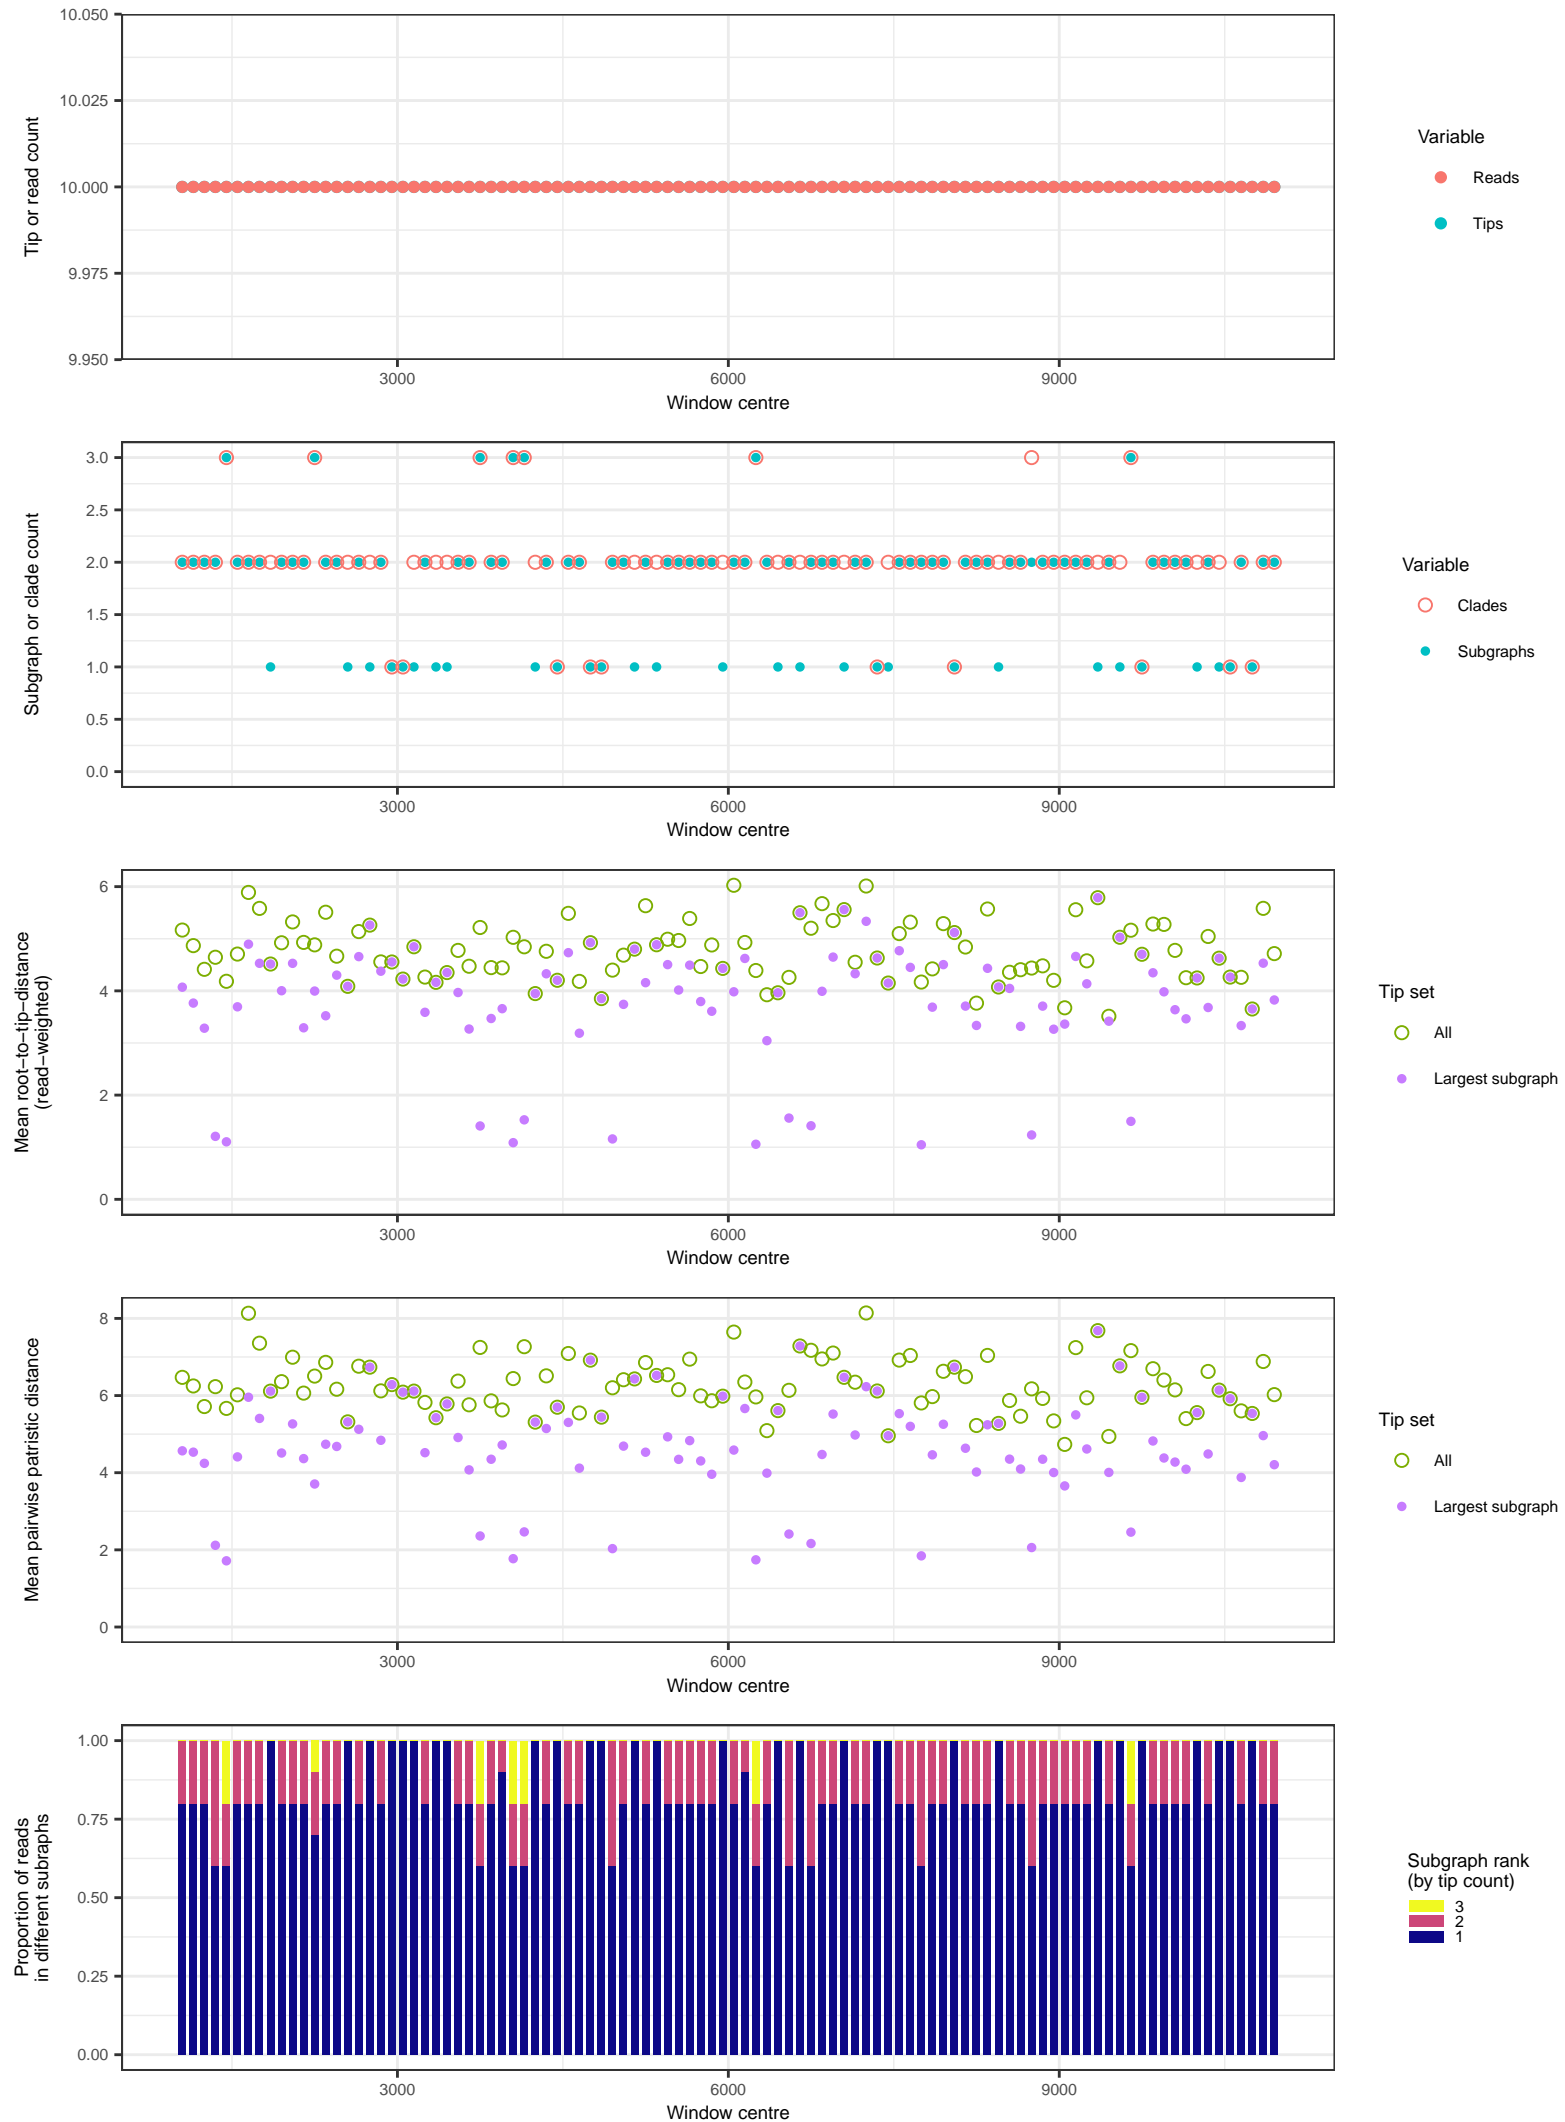 10.050
10.025
10.000
9.975
9.950
Tip or read count
3000
6000
9000
Window centre
Variable
Reads
Tips
3.0
2.5
2.0
1.5
1.0
0.5
0.0
Subgraph or clade count
3000
6000
9000
Window centre
Variable
Clades
Subgraphs
6
4
2
0
Mean root−to−tip−distance
(read−weighted)
3000
6000
9000
Window centre
Tip set
All
Largest subgraph
8
6
4
2
0
Mean pairwise patristic distance
3000
6000
9000
Window centre
Tip set
All
Largest subgraph
1.00
0.75
0.50
0.25
0.00
Proportion of reads
in different subraphs
3000
6000
9000
Window centre
Subgraph rank
(by tip count)
3
2
1